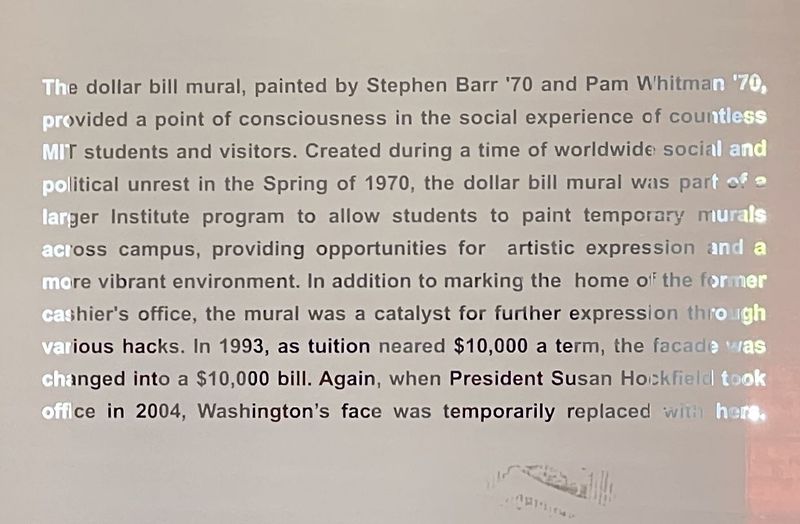 The dollar bill mural, painted by Stephen Barr '70 and Pam Whitman '70,
provided a point of consciousness in the social experience of countless
MIT students and visitors. Created during a time of worldwide social and
political unrest in the Spring of 1970, the dollar bill mural was part of a
larger Institute program to allow students to paint temporary murals
across campus, providing opportunities for artistic expression and a
more vibrant environment. In addition to marking the home of the former
cashier's office, the mural was a catalyst for further expression through
various hacks. In 1993, as tuition neared $10,000 a term, the facade was
changed into a $10,000 bill. Again, when President Susan Hockfield took
office in 2004, Washington's face was temporarily replaced with hers.